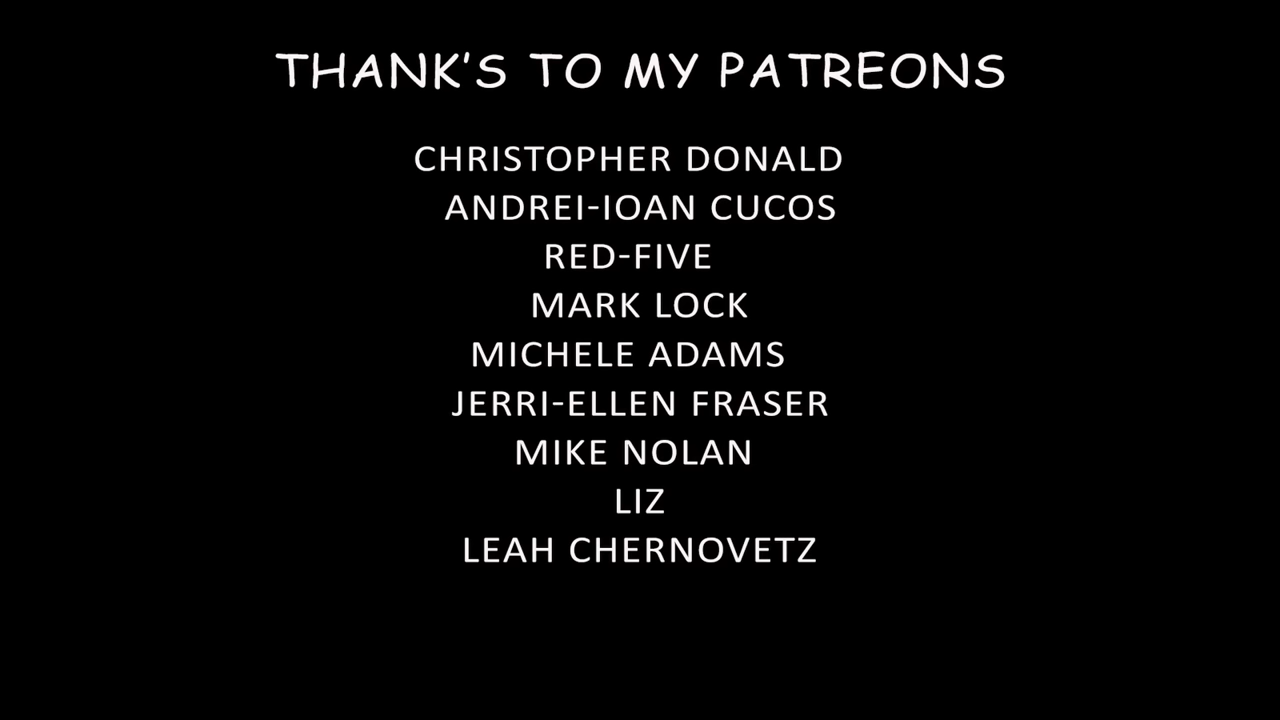 THANK'S TO MY PATREONS
CHRISTOPHER DONALD
ANDREI-IOAN CUCOS
RED-FIVE
MARK LOCK
MICHELE ADAMS
JERRI-ELLEN FRASER
MIKE NOLAN
LIZ
LEAH CHERNOVETZ